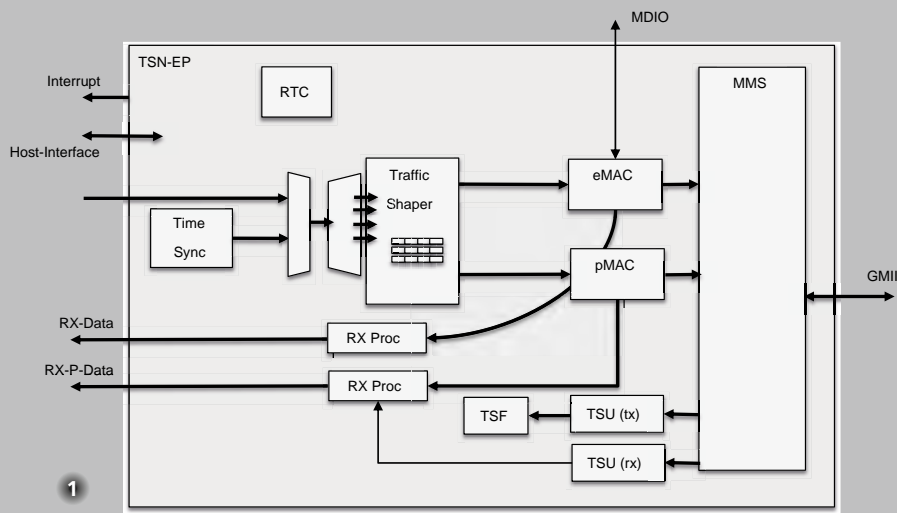 MDIO
TSN-EP
Interrupt
RTC
MMS
Host-Interface
Traffic
Shaper
eMAC
Time
Sync
pMAC
GMII
RX-Data
RX Proc
RX-P-Data
RX Proc
TSF
TSU (tx)
TSU (rx)
1